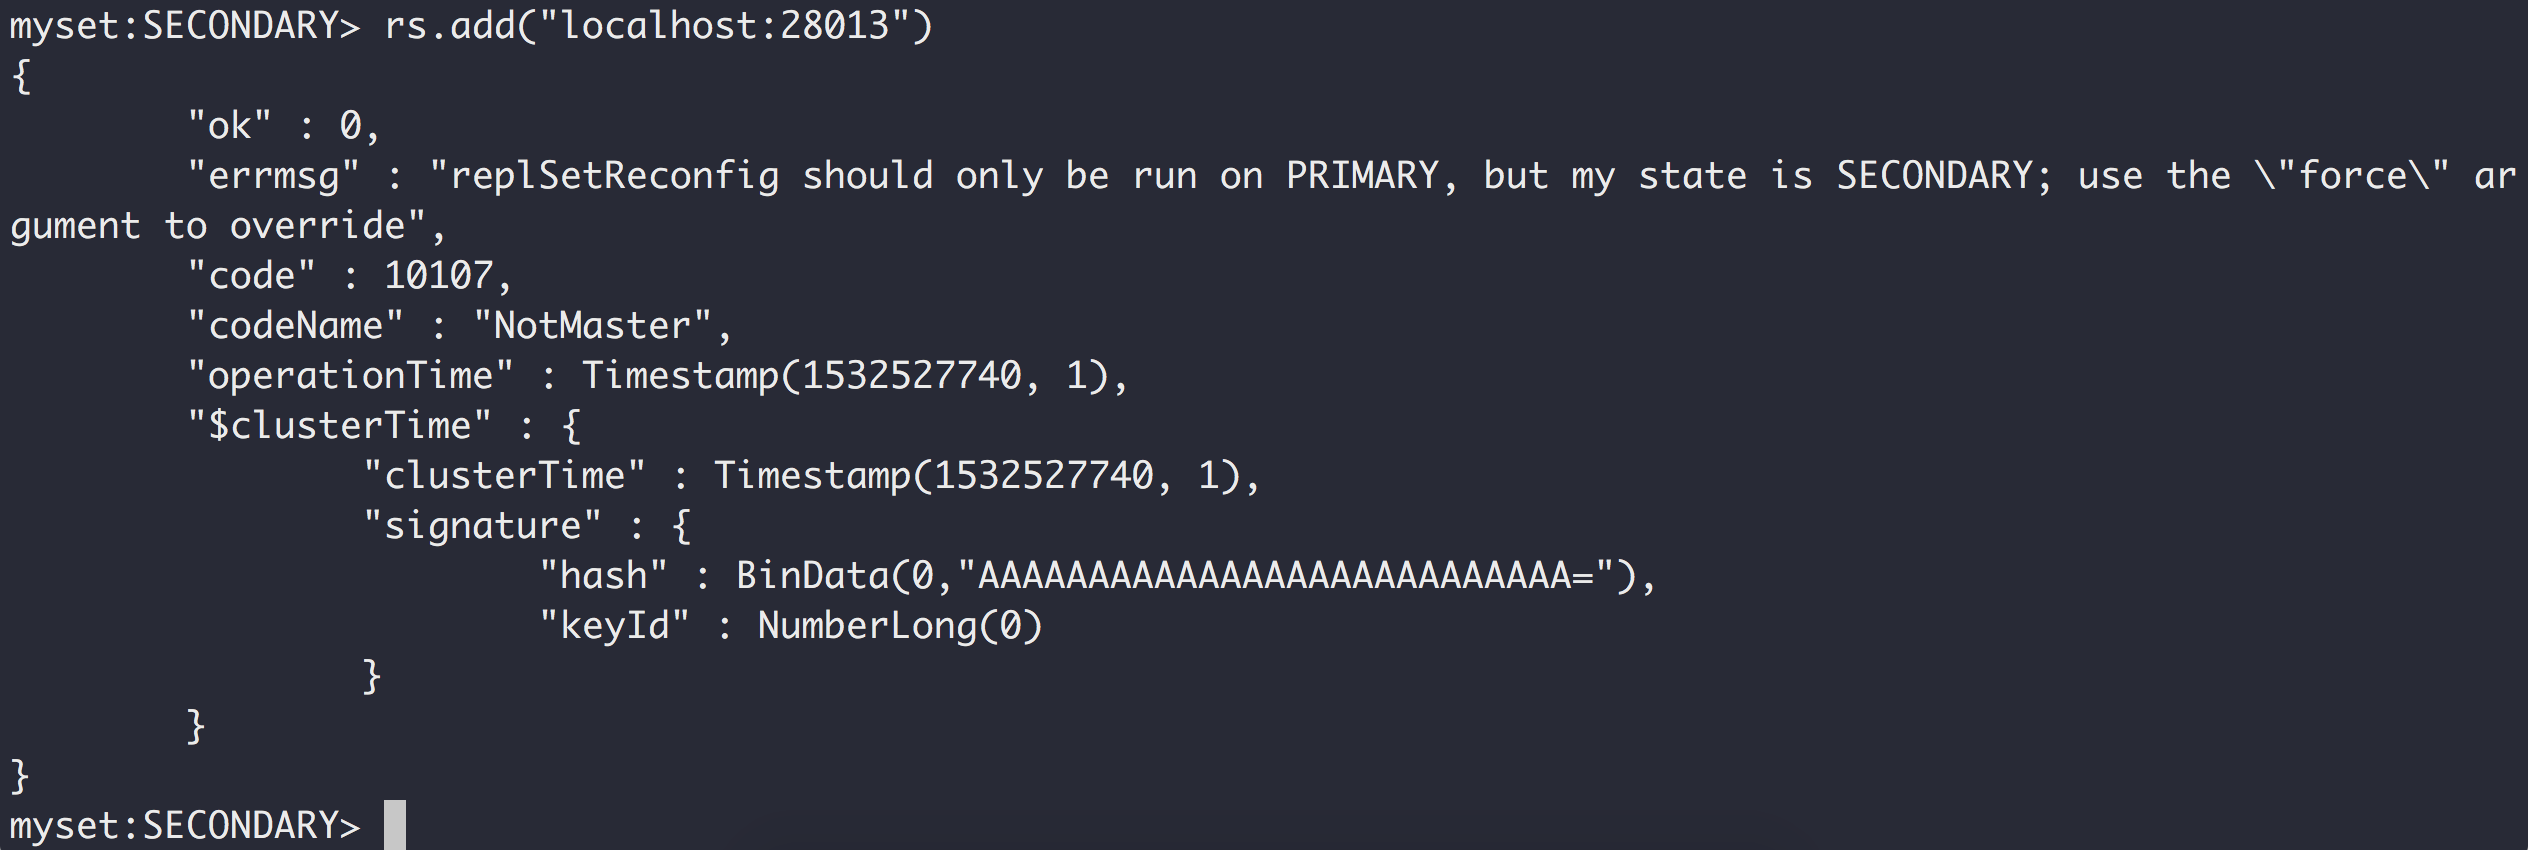 myset:SECONDARY> rs.add("localhost:28013")
{
        "ok" : 0,
        "errmsg" : "replSetReconfig should only be run on PRIMARY, but my state is SECONDARY; use the \"force\" ar
gument to override",
        "code" : 10107,
        "codeName" : "NotMaster",
        "operationTime" : Timestamp(1532527740, 1),
        "$clusterTime" : {
                "clusterTime" : Timestamp(1532527740, 1),
                "signature" : {
                        "hash" : BinData(0,"AAAAAAAAAAAAAAAAAAAAAAAAAAA="),
                        "keyId" : NumberLong(0)
                }
        }
}
myset:SECONDARY>